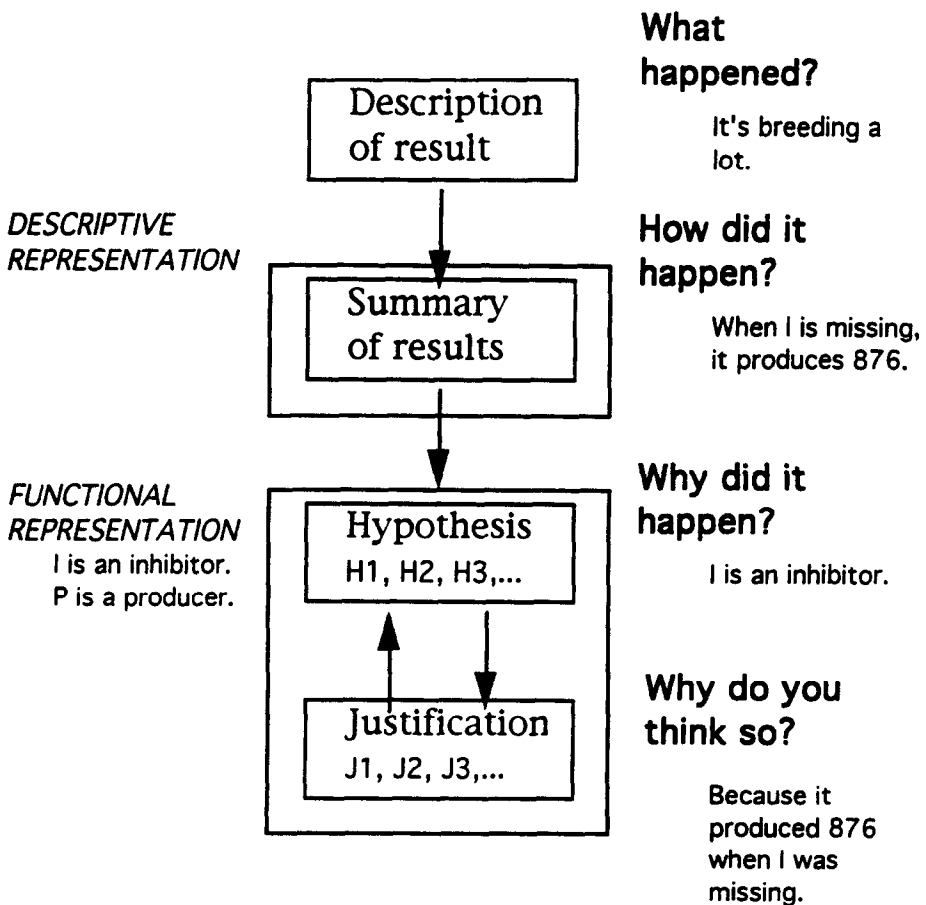 What
happened?
Description
of result
It's breeding a
lot.
DESCRIPTIVE
REPRESENTATION
How did it
happen?
Summary
of results
When I is missing,
it produces 876.
FUNCTIONAL
REPRESENTATION
I is an inhibitor.
P is a producer.
Why did it
happen?
Hypothesis
H1, H2, H3,...
I is an inhibitor.
Why do you
think so?
Justification
J1, J2, J3,...
Because it
produced 876
when I was
missing.